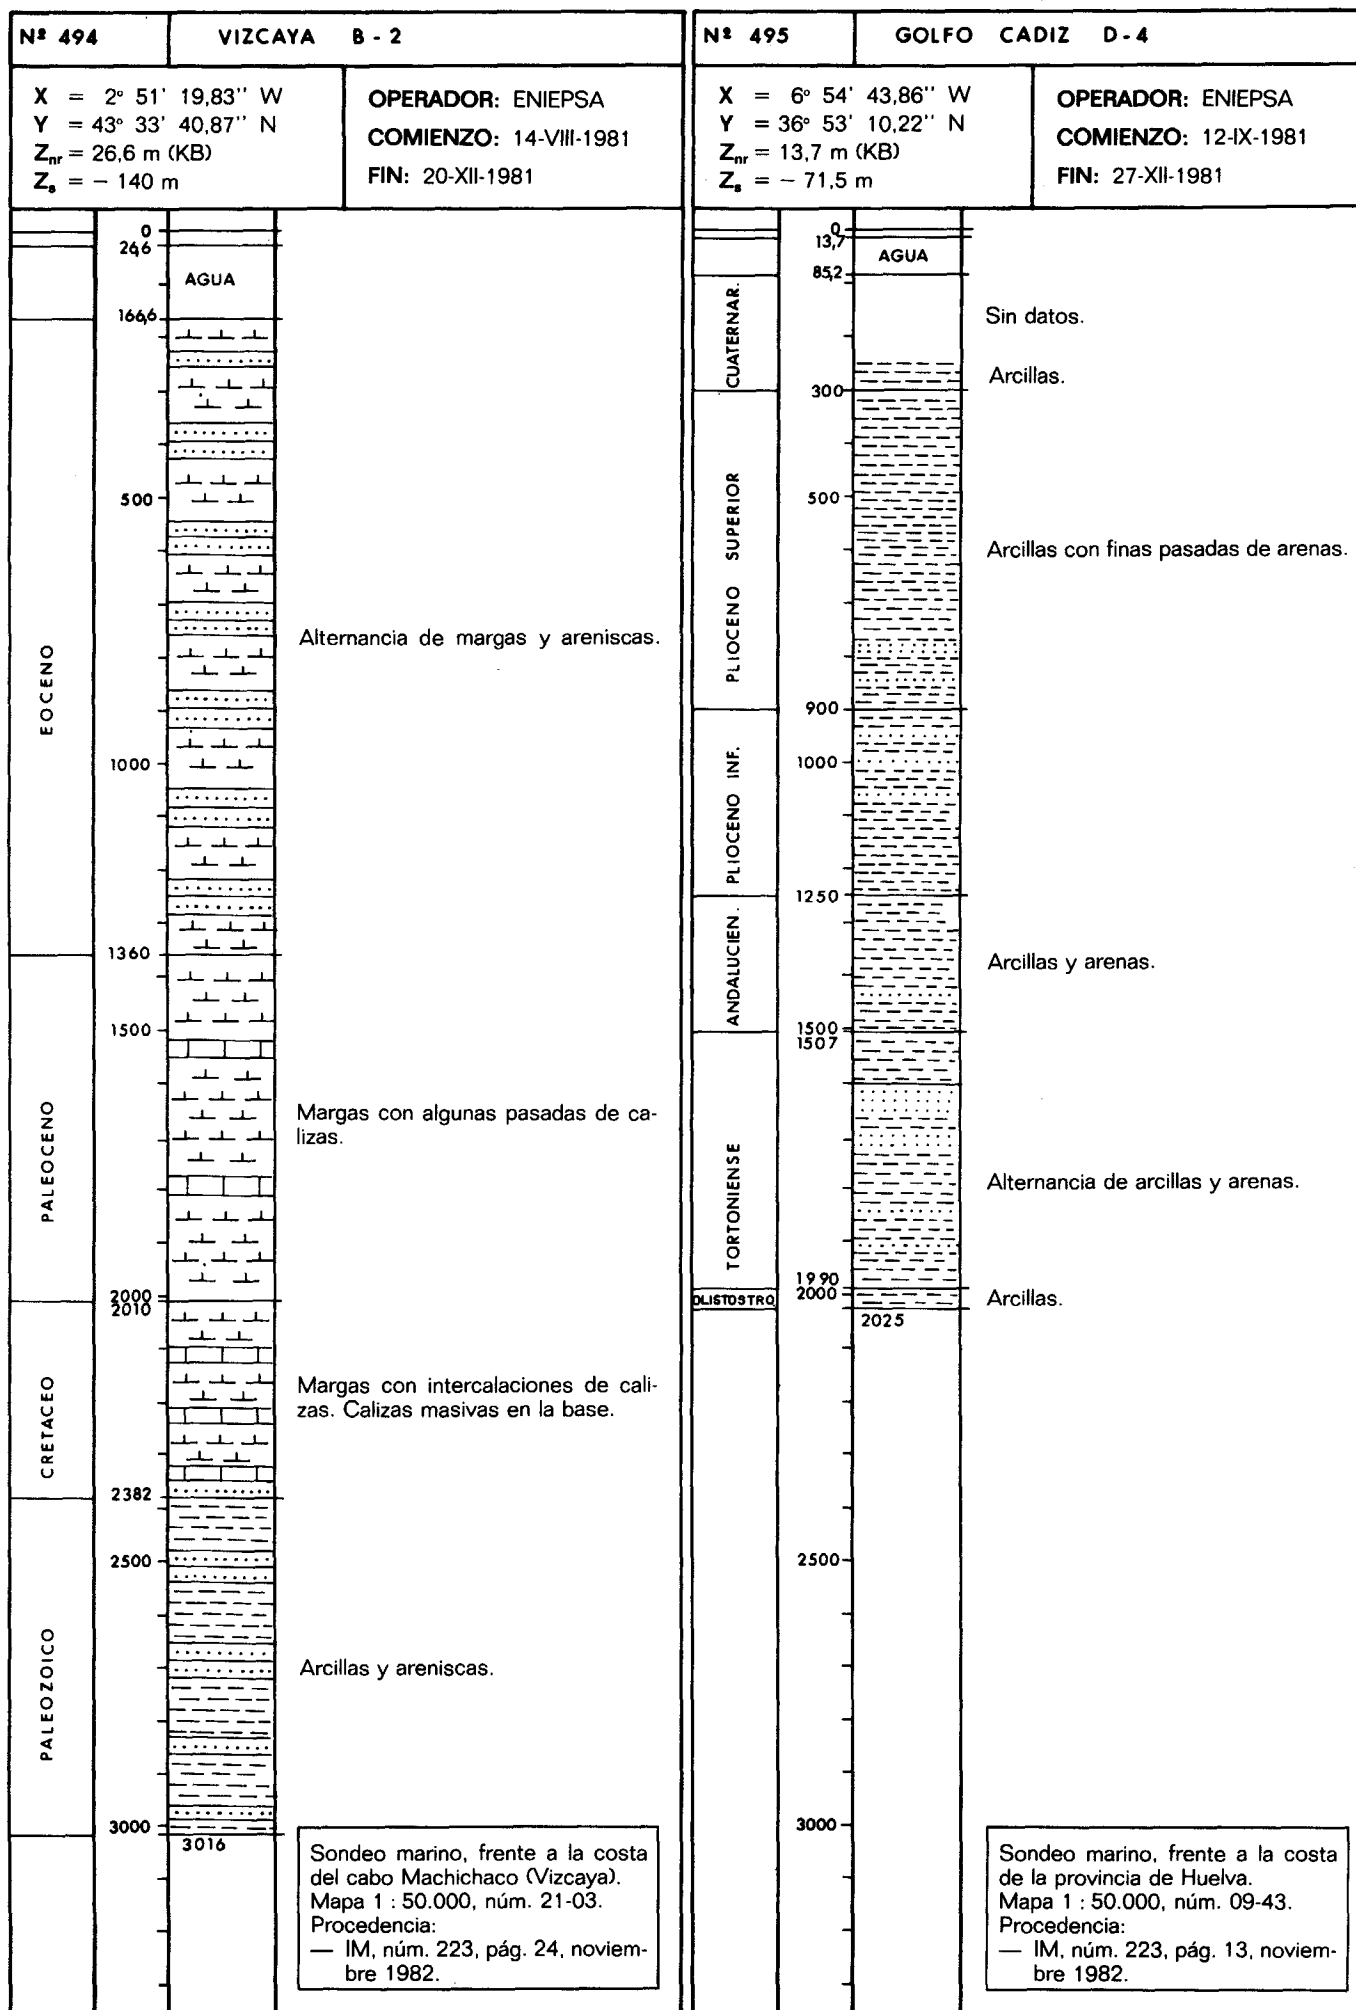 Nº 494
VIZCAYA B - 2
X = 2° 51' 19,83'' W
Y = 43° 33' 40,87'' N
Znr = 26,6 m (KB)
Zs = – 140 m
OPERADOR: ENIEPSA
COMIENZO: 14-VIII-1981
FIN: 20-XII-1981
0
26,6
AGUA
166,6
500
Alternancia de margas y areniscas.
EOCENO
1000
1360
1500
Margas con algunas pasadas de ca-
lizas.
PALEOCENO
2000
2010
Margas con intercalaciones de cali-
zas. Calizas masivas en la base.
CRETACEO
2382
2500
Arcillas y areniscas.
PALEOZOICO
3000
3016
Sondeo marino, frente a la costa
del cabo Machichaco (Vizcaya).
Mapa 1 : 50.000, núm. 21-03.
Procedencia:
— IM, núm. 223, pág. 24, noviem-
bre 1982.
Nº 495
GOLFO CADIZ D - 4
X = 6° 54' 43,86'' W
Y = 36° 53' 10,22'' N
Znr = 13,7 m (KB)
Zs = – 71,5 m
OPERADOR: ENIEPSA
COMIENZO: 12-IX-1981
FIN: 27-XII-1981
0
13,7
AGUA
85,2
CUATERNAR.
Sin datos.
Arcillas.
300
500
PLIOCENO SUPERIOR
Arcillas con finas pasadas de arenas.
900
1000
PLIOCENO INF.
1250
ANDALUCIEN.
Arcillas y arenas.
1500
1507
TORTONIENSE
Alternancia de arcillas y arenas.
1990
2000
OLISTOSTRO
Arcillas.
2025
2500
3000
Sondeo marino, frente a la costa
de la provincia de Huelva.
Mapa 1 : 50.000, núm. 09-43.
Procedencia:
— IM, núm. 223, pág. 13, noviem-
bre 1982.